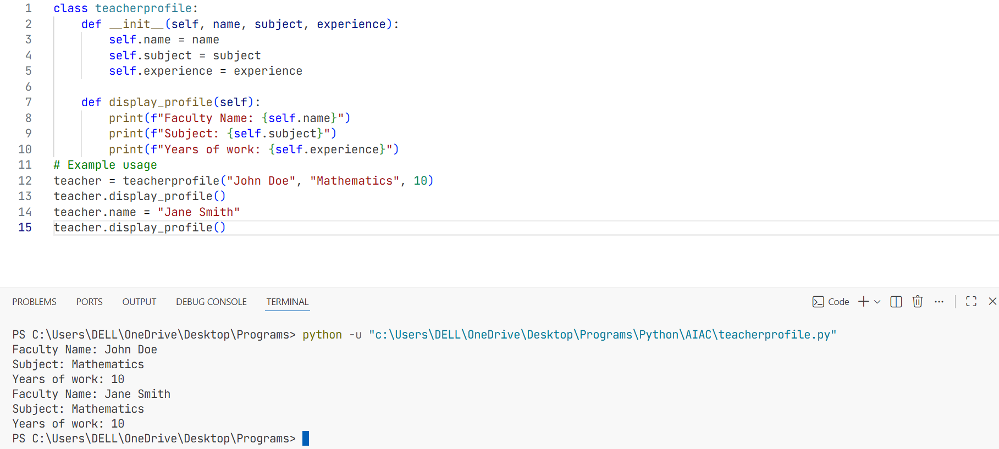 1 class teacherprofile:
2     def __init__(self, name, subject, experience):
3         self.name = name
4         self.subject = subject
5         self.experience = experience
6
7     def display_profile(self):
8         print(f"Faculty Name: {self.name}")
9         print(f"Subject: {self.subject}")
10         print(f"Years of work: {self.experience}")
11 # Example usage
12 teacher = teacherprofile("John Doe", "Mathematics", 10)
13 teacher.display_profile()
14 teacher.name = "Jane Smith"
15 teacher.display_profile()
PROBLEMS PORTS OUTPUT DEBUG CONSOLE TERMINAL Code
PS C:\Users\DELL\OneDrive\Desktop\Programs> python -u "c:\Users\DELL\OneDrive\Desktop\Programs\Python\AIAC\teacherprofile.py"
Faculty Name: John Doe
Subject: Mathematics
Years of work: 10
Faculty Name: Jane Smith
Subject: Mathematics
Years of work: 10
PS C:\Users\DELL\OneDrive\Desktop\Programs>